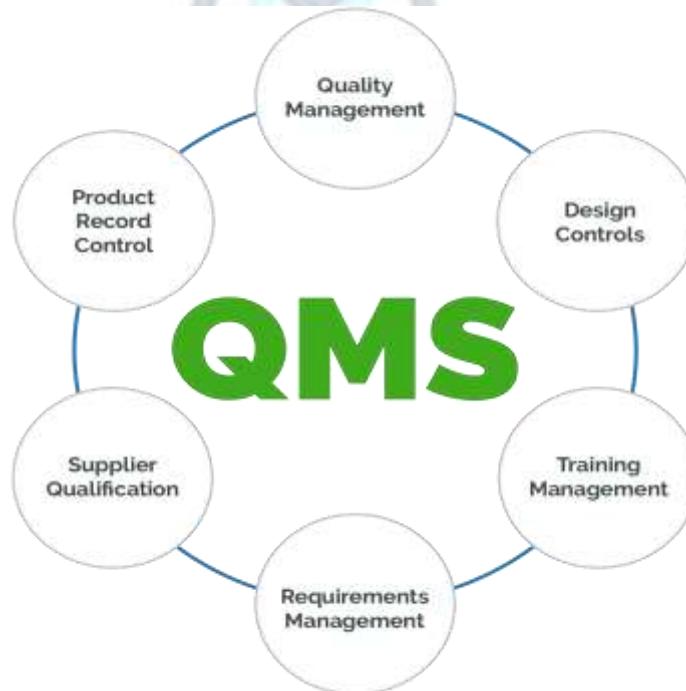 Quality
Management
Product
Record
Control
Design
Controls
QMS
Supplier
Qualification
Training
Management
Requirements
Management